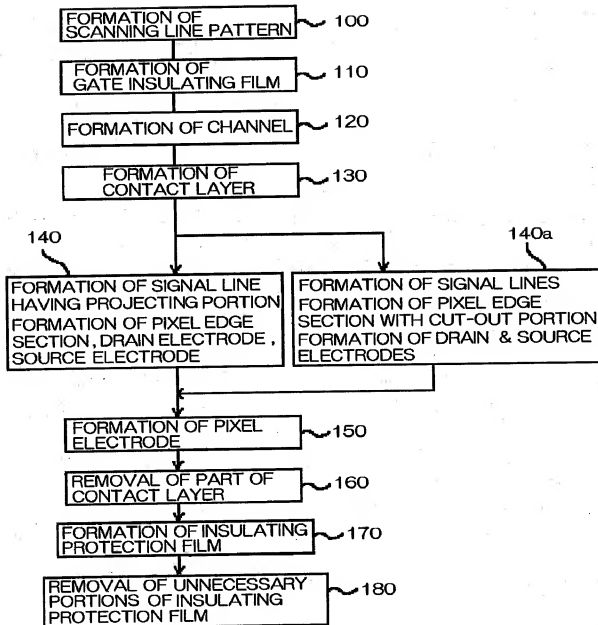 FORMATION OF
SCANNING LINE PATTERN
100
FORMATION OF
GATE INSULATING FILM
110
FORMATION OF CHANNEL
120
FORMATION OF
CONTACT LAYER
130
140
FORMATION OF SIGNAL LINE
HAVING PROJECTING PORTION
FORMATION OF PIXEL EDGE
SECTION, DRAIN ELECTRODE,
SOURCE ELECTRODE
140a
FORMATION OF SIGNAL LINES
FORMATION OF PIXEL EDGE
SECTION WITH CUT-OUT PORTION
FORMATION OF DRAIN & SOURCE
ELECTRODES
FORMATION OF PIXEL
ELECTRODE
150
REMOVAL OF PART OF
CONTACT LAYER
160
FORMATION OF INSULATING
PROTECTION FILM
170
REMOVAL OF UNNECESSARY
PORTIONS OF INSULATING
PROTECTION FILM
180